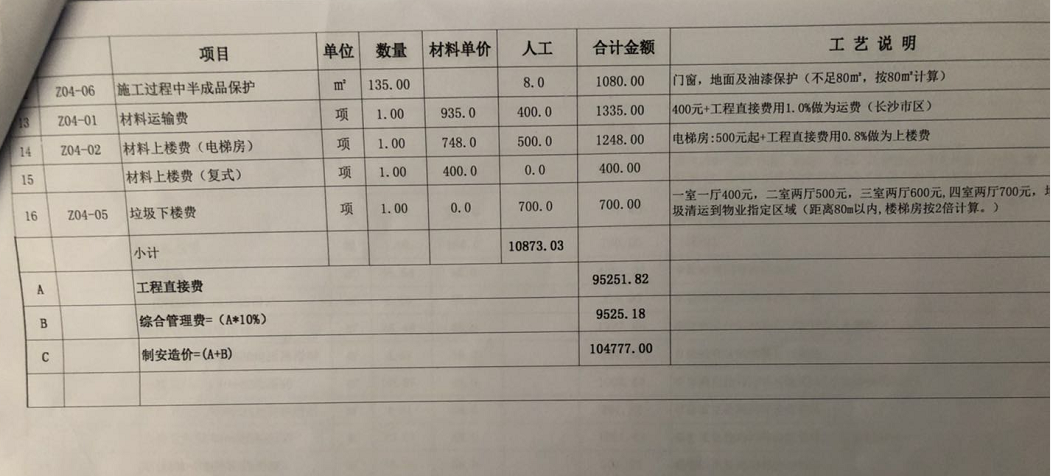 项目 单位 数量 材料单价 人工 合计金额 工艺说明
Z04-06 施工过程中半成品保护 m² 135.00 8.0 1080.00 门窗，地面及油漆保护（不足80㎡，按80㎡计算）
13 Z04-01 材料运输费 项 1.00 935.0 400.0 1335.00 400元+工程直接费用1.0%做为运费（长沙市区）
14 Z04-02 材料上楼费（电梯房） 项 1.00 748.0 500.0 1248.00 电梯房:500元起+工程直接费用0.8%做为上楼费
15 材料上楼费（复式） 项 1.00 400.0 0.0 400.00
16 Z04-05 垃圾下楼费 项 1.00 0.0 700.0 700.00 一室一厅400元，二室两厅500元，三室两厅600元,四室两厅700元，
圾清运到物业指定区域（距离80m以内,楼梯房按2倍计算。）
小计 10873.03
A 工程直接费 95251.82
B 综合管理费=（A*10%） 9525.18
C 制安造价=(A+B) 104777.00